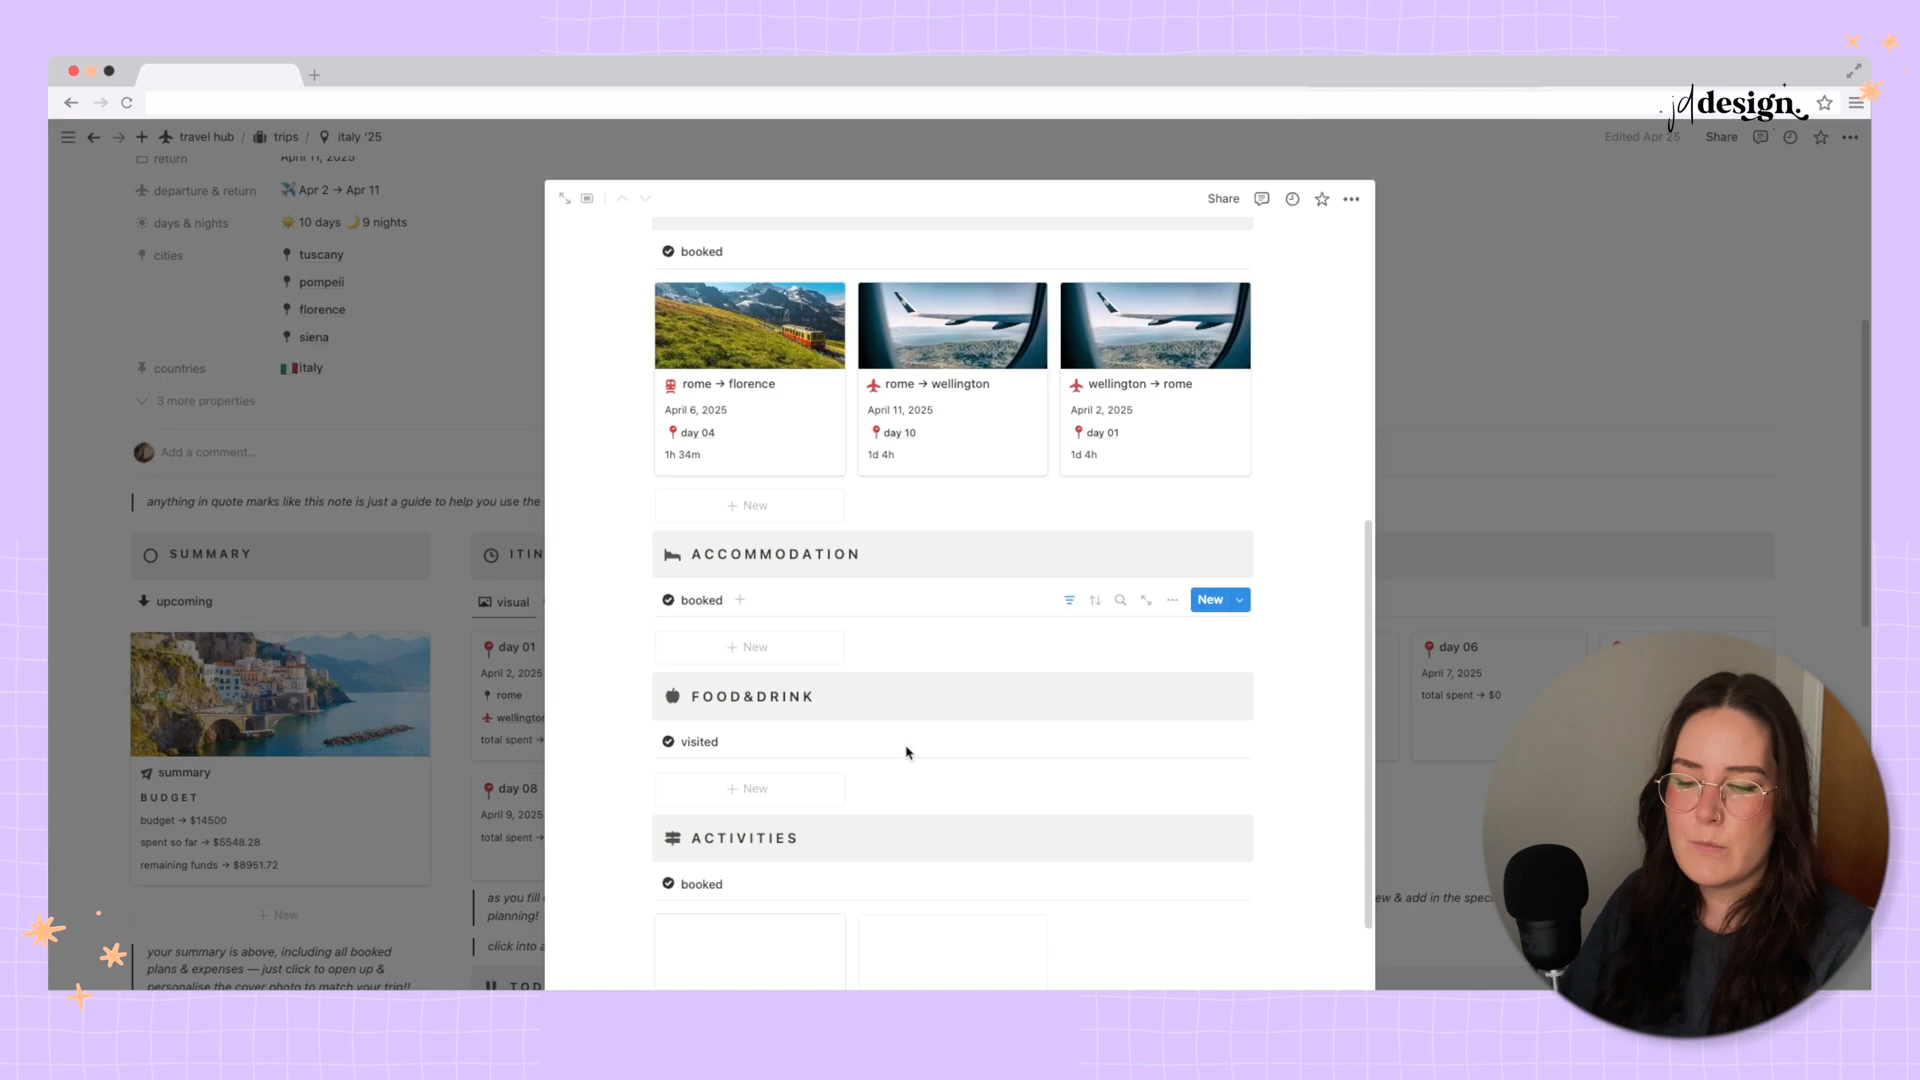 .jd design.
travel hub / trips / italy '25
Edited Apr 25
Share
return April 11, 2025
departure & return ✈️ Apr 2 → Apr 11
days & nights ☀️ 10 days 🌙 9 nights
cities
tuscany
pompeii
florence
siena
countries 🇮🇹 italy
3 more properties
Add a comment...
anything in quote marks like this note is just a guide to help you use the
SUMMARY
upcoming
summary
BUDGET
budget → $14500
spent so far → $5548.28
remaining funds → $8951.72
+ New
your summary is above, including all booked
plans & expenses — just click to open up &
personalise the cover photo to match your trip!!
ITIN
visual
day 01
April 2, 2025
rome
wellington
total spent →
day 08
April 9, 2025
total spent →
as you fill
planning!
click into a
TOD
Share
booked
rome → florence
April 6, 2025
day 04
1h 34m
rome → wellington
April 11, 2025
day 10
1d 4h
wellington → rome
April 2, 2025
day 01
1d 4h
+ New
ACCOMMODATION
booked +
New
+ New
FOOD&DRINK
visited
+ New
ACTIVITIES
booked
day 06
April 7, 2025
total spent → $0
ew & add in the speci